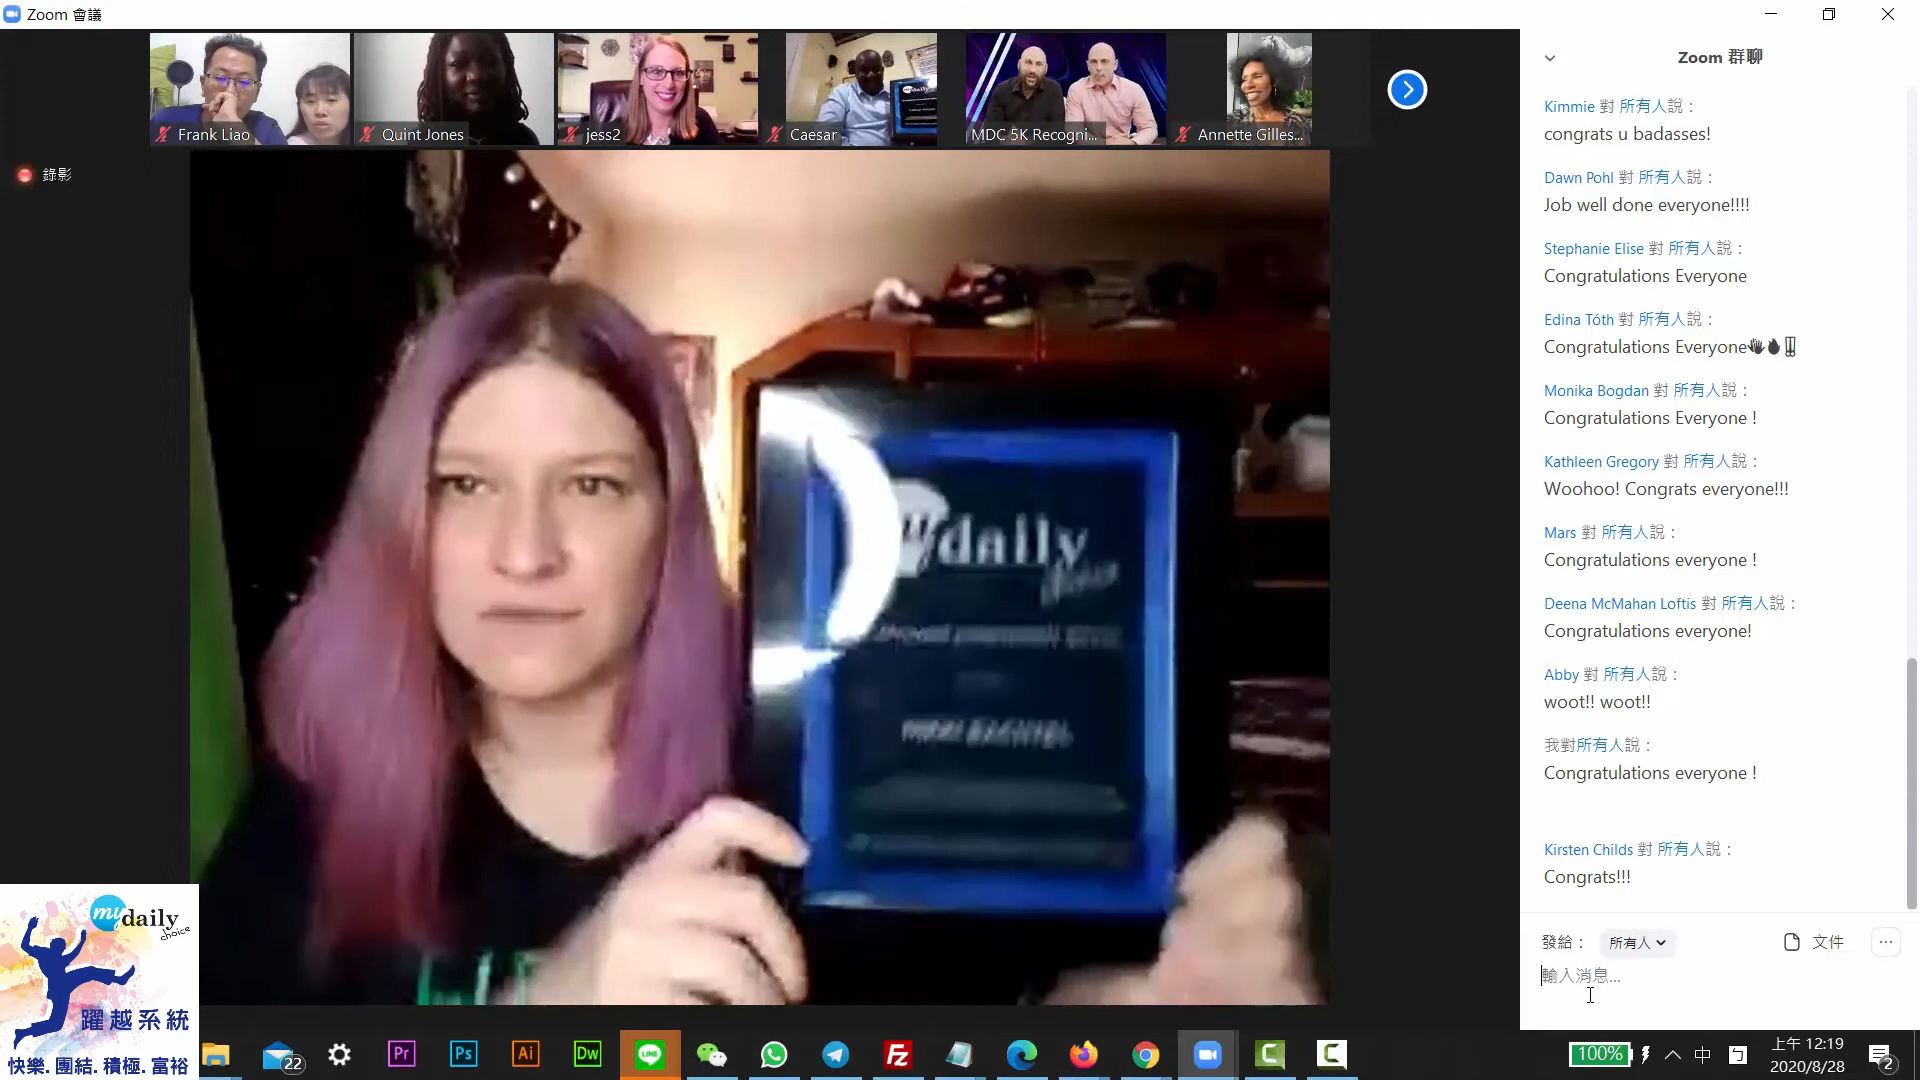 Zoom 會議
Frank Liao
Quint Jones
jess2
Caesar
MDC 5K Recogni...
Annette Gilles...
錄影
my daily
my daily
choice
躍越系統
快樂. 團結. 積極. 富裕
Zoom 群聊
Kimmie 對 所有人說：
congrats u badasses!
Dawn Pohl 對 所有人說：
Job well done everyone!!!!
Stephanie Elise 對 所有人說：
Congratulations Everyone
Edina Tóth 對 所有人說：
Congratulations Everyone
Monika Bogdan 對 所有人說：
Congratulations Everyone !
Kathleen Gregory 對 所有人說：
Woohoo! Congrats everyone!!!
Mars 對 所有人說：
Congratulations everyone !
Deena McMahan Loftis 對 所有人說：
Congratulations everyone!
Abby 對 所有人說：
woot!! woot!!
我對所有人說：
Congratulations everyone !
Kirsten Childs 對 所有人說：
Congrats!!!
發給： 所有人 文件 ...
輸入消息...
22 Pr Ps Ai Dw LINE Fz 100% 中 ㄅ 上午 12:19
2020/8/28 2